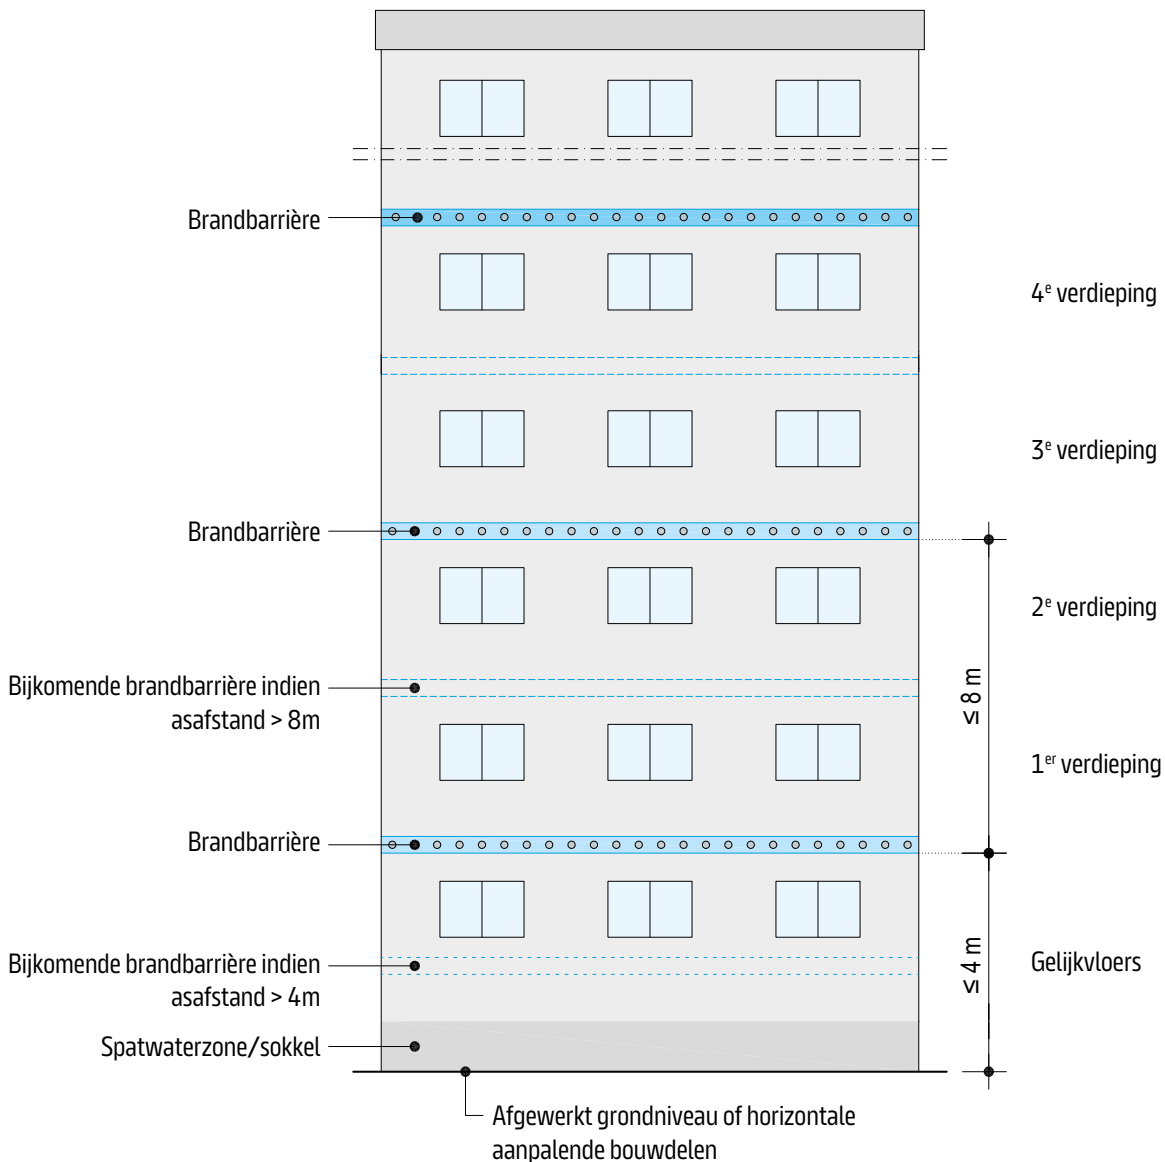 Brandbarrière
4e verdieping
3e verdieping
Brandbarrière
2e verdieping
Bijkomende brandbarrière indien
asafstand > 8m
≤ 8 m
1er verdieping
Brandbarrière
Bijkomende brandbarrière indien
asafstand > 4m
≤ 4 m
Gelijkvloers
Spatwaterzone/sokkel
Afgewerkt grondniveau of horizontale
aanpalende bouwdelen